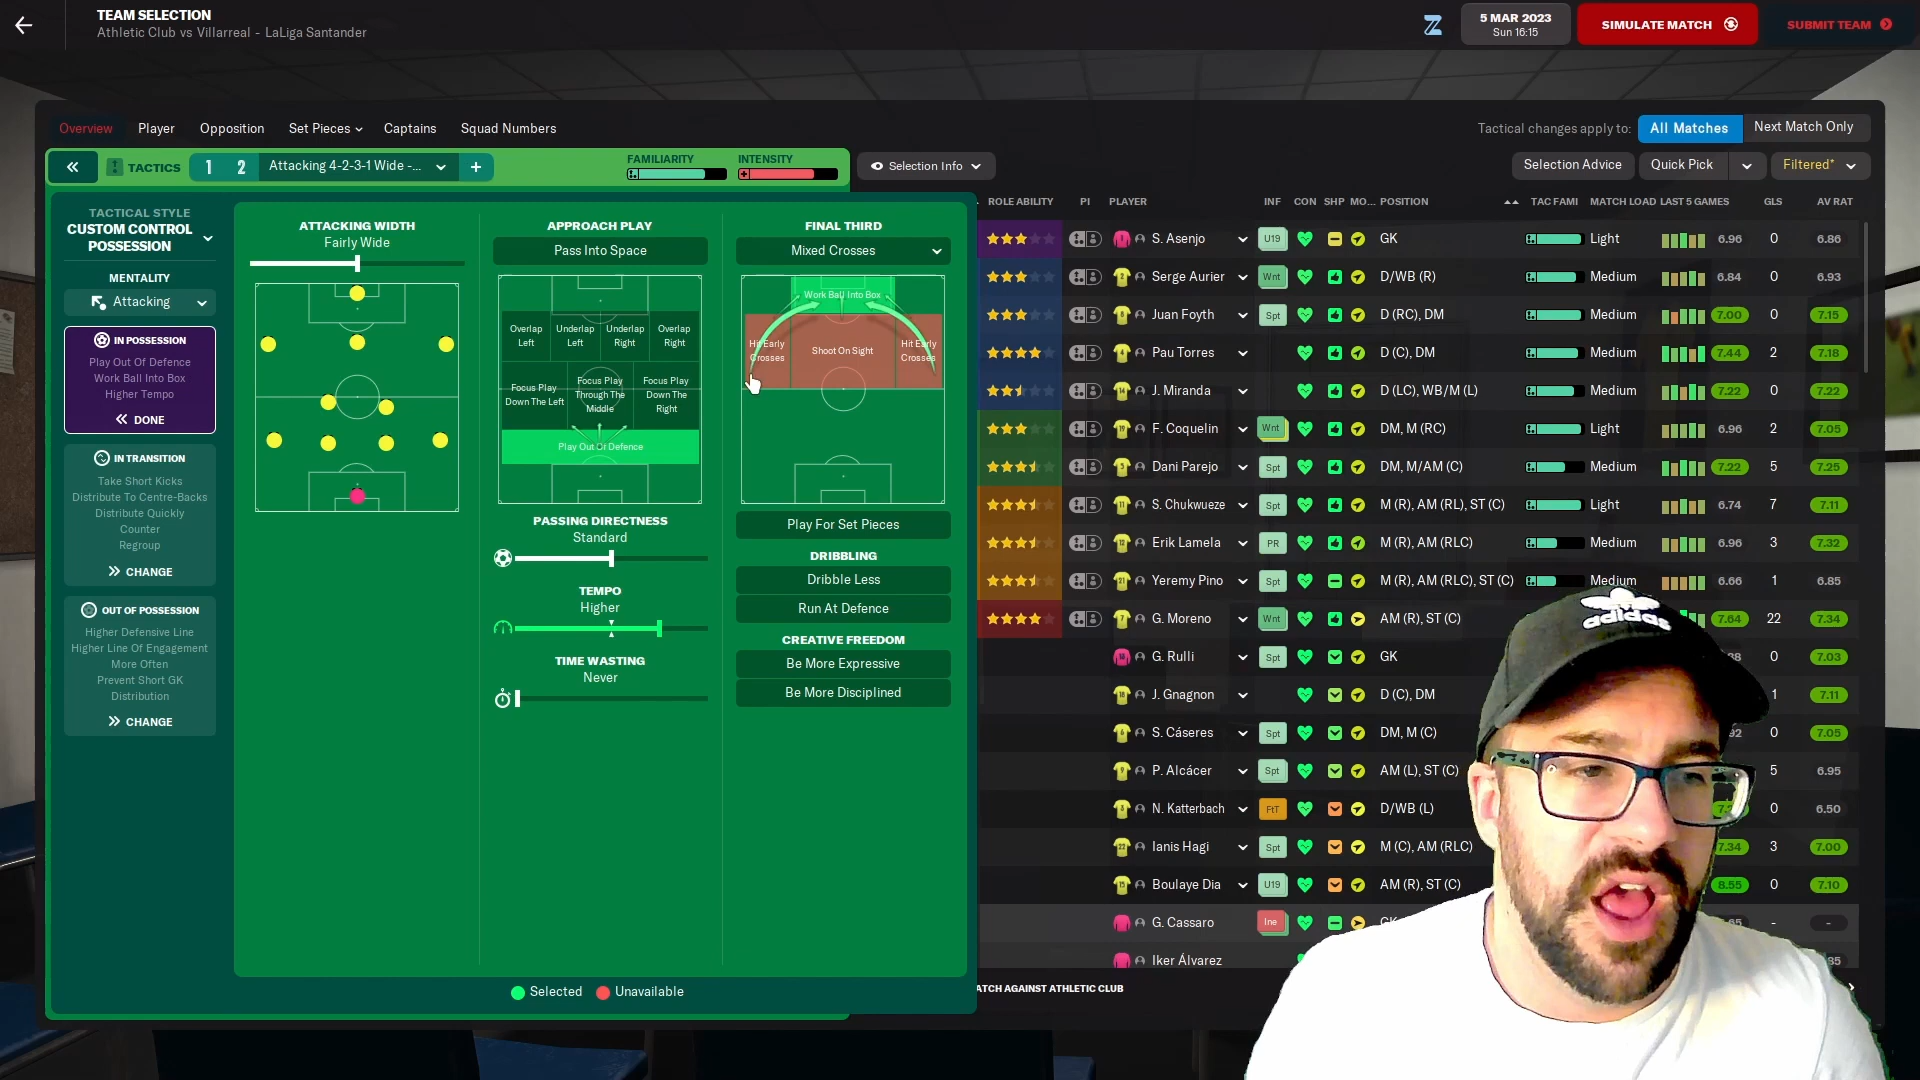 TEAM SELECTION
Athletic Club vs Villarreal - LaLiga Santander
5 MAR 2023
Sun 16:15
SIMULATE MATCH
SUBMIT TEAM
Overview
Player
Opposition
Set Pieces
Captains
Squad Numbers
Tactical changes apply to:
All Matches
Next Match Only
TACTICS
1
2
Attacking 4-2-3-1 Wide -...
FAMILIARITY
INTENSITY
Selection Info
Selection Advice
Quick Pick
Filtered*
TACTICAL STYLE
CUSTOM CONTROL
POSSESSION
MENTALITY
Attacking
IN POSSESSION
Play Out Of Defence
Work Ball Into Box
Higher Tempo
DONE
IN TRANSITION
Take Short Kicks
Distribute To Centre-Backs
Distribute Quickly
Counter
Regroup
CHANGE
OUT OF POSSESSION
Higher Defensive Line
Higher Line Of Engagement
More Often
Prevent Short GK
Distribution
CHANGE
ATTACKING WIDTH
Fairly Wide
APPROACH PLAY
Pass Into Space
Overlap Left
Underlap Left
Underlap Right
Overlap Right
Focus Play Down The Left
Focus Play Through The Middle
Focus Play Down The Right
Play Out Of Defence
PASSING DIRECTNESS
Standard
TEMPO
Higher
TIME WASTING
Never
FINAL THIRD
Mixed Crosses
Work Ball Into Box
Hit Early Crosses
Shoot On Sight
Hit Early Crosses
Play For Set Pieces
DRIBBLING
Dribble Less
Run At Defence
CREATIVE FREEDOM
Be More Expressive
Be More Disciplined
Selected
Unavailable
ROLE ABILITY PI PLAYER INF CON SHP MO... POSITION TAC FAMI MATCH LOAD LAST 5 GAMES GLS AV RAT
S. Asenjo U19 GK Light 6.96 0 6.86
Serge Aurier Wnt D/WB (R) Medium 6.84 0 6.93
Juan Foyth Spt D (RC), DM Medium 7.00 0 7.15
Pau Torres D (C), DM Medium 7.44 2 7.18
J. Miranda D (LC), WB/M (L) Medium 7.22 0 7.22
F. Coquelin Wnt DM, M (RC) Light 6.96 2 7.05
Dani Parejo Spt DM, M/AM (C) Medium 7.22 5 7.25
S. Chukwueze Spt M (R), AM (RL), ST (C) Light 6.74 7 7.11
Erik Lamela PR M (R), AM (RLC) Medium 6.96 3 7.32
Yeremy Pino Spt M (R), AM (RLC), ST (C) Medium 6.66 1 6.85
G. Moreno Wnt AM (R), ST (C) 7.64 22 7.34
G. Rulli Spt GK 0 7.03
J. Gnagnon D (C), DM 1 7.11
S. Cáseres Spt DM, M (C) 0 7.05
P. Alcácer Spt AM (L), ST (C) 5 6.95
N. Katterbach FtT D/WB (L) 0 6.50
Ianis Hagi Spt M (C), AM (RLC) 7.34 3 7.00
Boulaye Dia U19 AM (R), ST (C) 8.55 0 7.10
G. Cassaro Ine - -
Iker Álvarez
MATCH AGAINST ATHLETIC CLUB
adidas